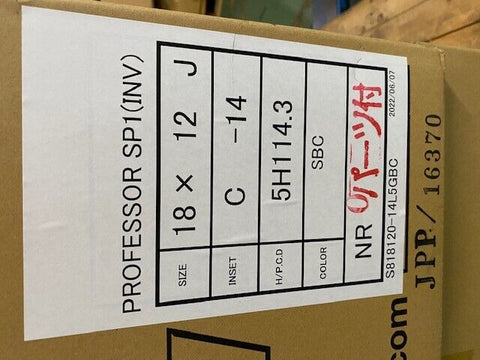 PROFESSOR SP1(INV)
SIZE 18 × 12 J
INSET C -14
H/P.C.D 5H114.3
COLOR SBC
NR パーツ付
S818120-14L5GBC 2022/06/07
com
JPP/16370